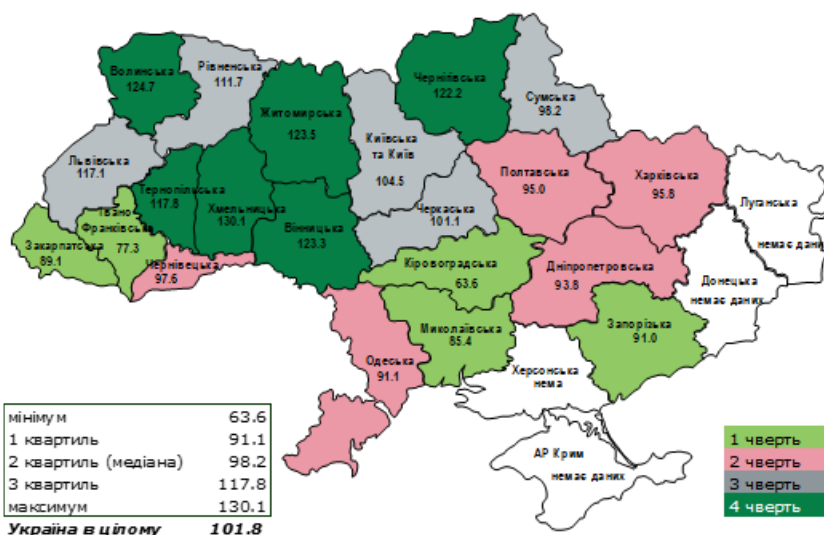 Волинська
124.7
Рівненська
111.7
Житомирська
123.5
Київська
та Київ
104.5
Чернігівська
122.2
Сумська
98.2
Львівська
117.1
Тернопільська
117.8
Хмельницька
130.1
Вінницька
123.3
Черкаська
101.1
Полтавська
95.0
Харківська
95.8
Луганська
немає дани
Закарпатська
89.1
Івано
Франківська
77.3
Чернівецька
97.6
Кіровоградська
63.6
Дніпропетровська
93.8
Донецька
немає даних
Одеська
91.1
Миколаївська
85.4
Запорізька
91.0
Херсонська
нема
АР Крим
немає даних
мінімум 63.6
1 квартиль 91.1
2 квартиль (медіана) 98.2
3 квартиль 117.8
максимум 130.1
Україна в цілому 101.8
1 чверть
2 чверть
3 чверть
4 чверть